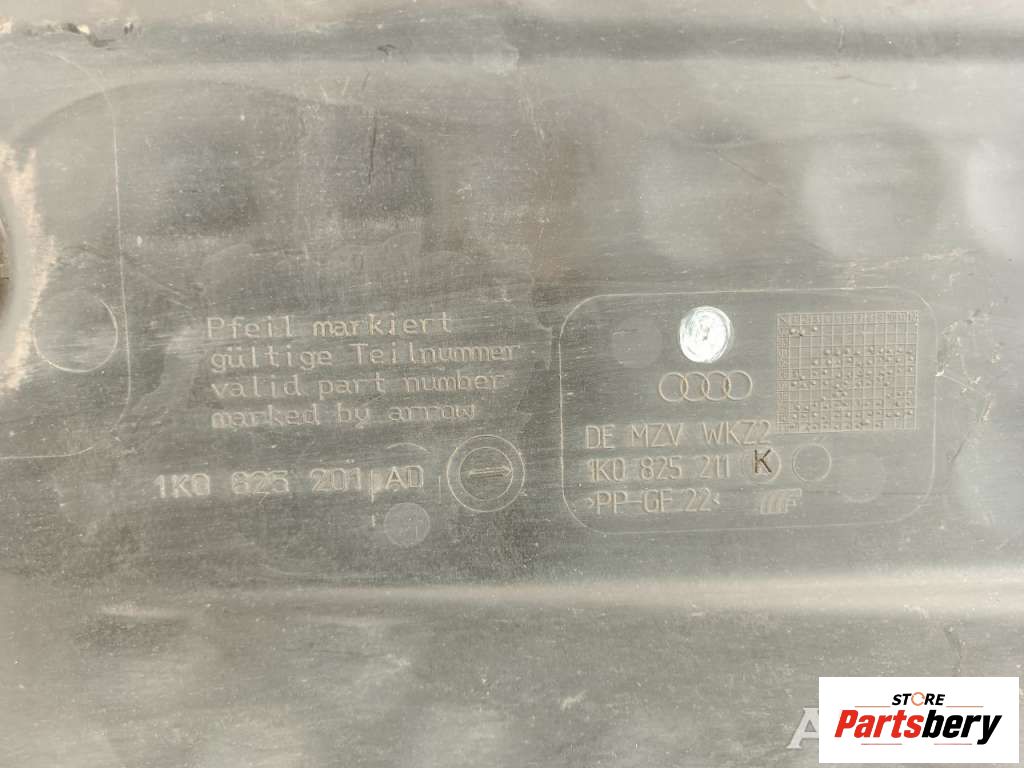 Pfeil markiert
gültige Teilnummer
valid part number
marked by arrow
1K0 825 201 AD
DE MZV WKZ2
1K0 825 211 K
>PP-GF 22<
STORE
Partsbery